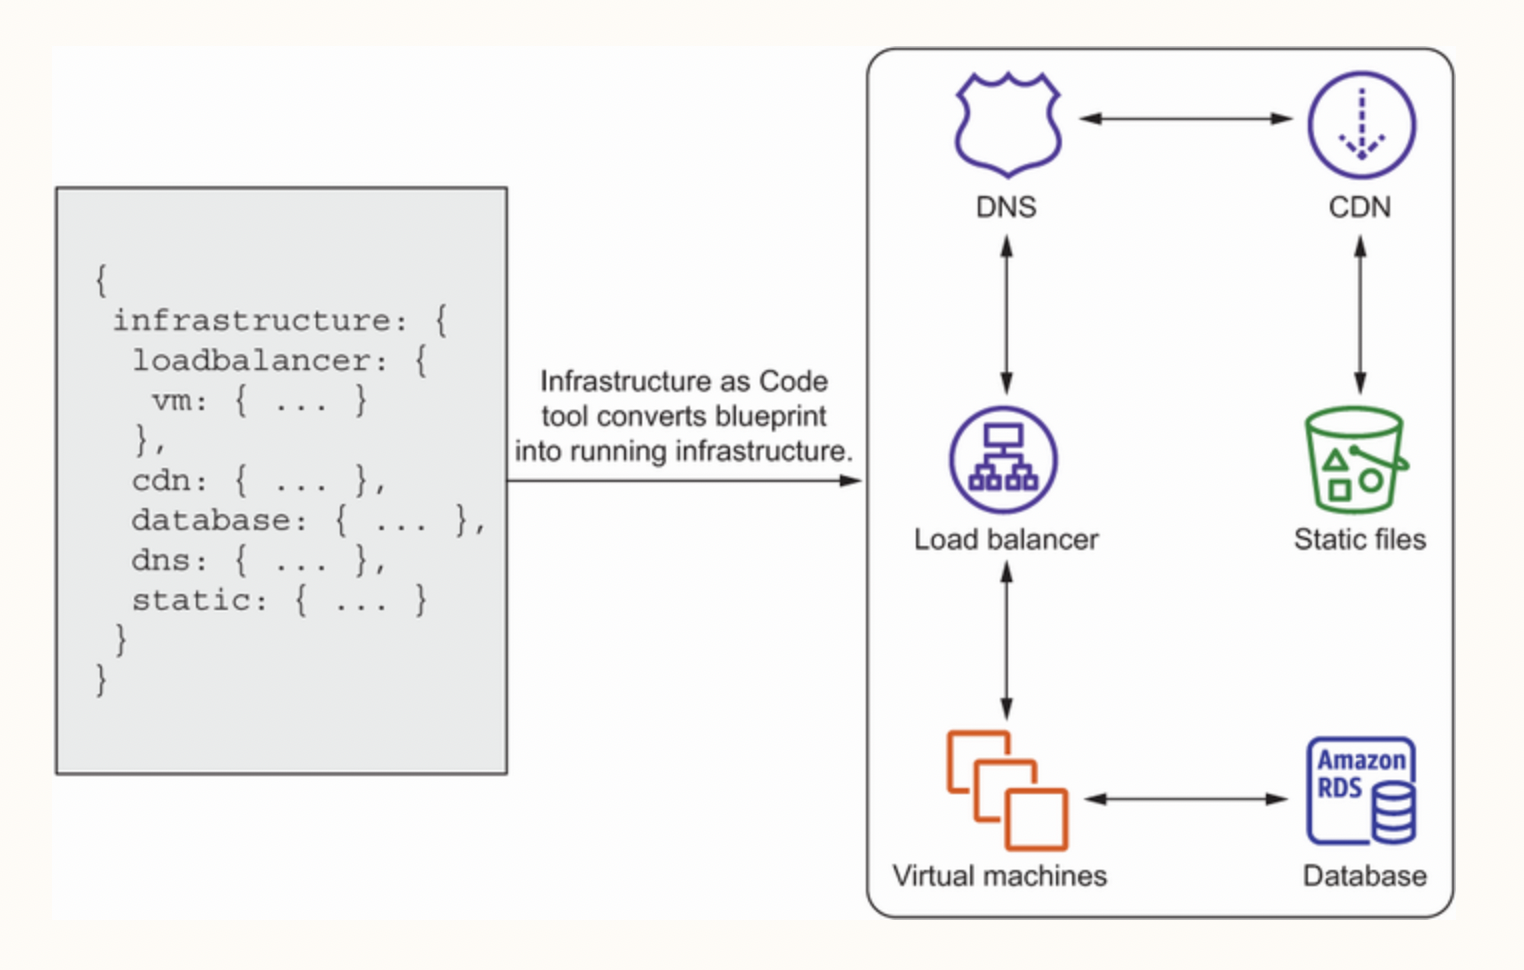 {
infrastructure: {
loadbalancer: {
vm: { ... }
},
cdn: { ... },
database: { ... },
dns: { ... },
static: { ... }
}
}
Infrastructure as Code
tool converts blueprint
into running infrastructure.
DNS
CDN
Load balancer
Static files
Virtual machines
Amazon
RDS
Database